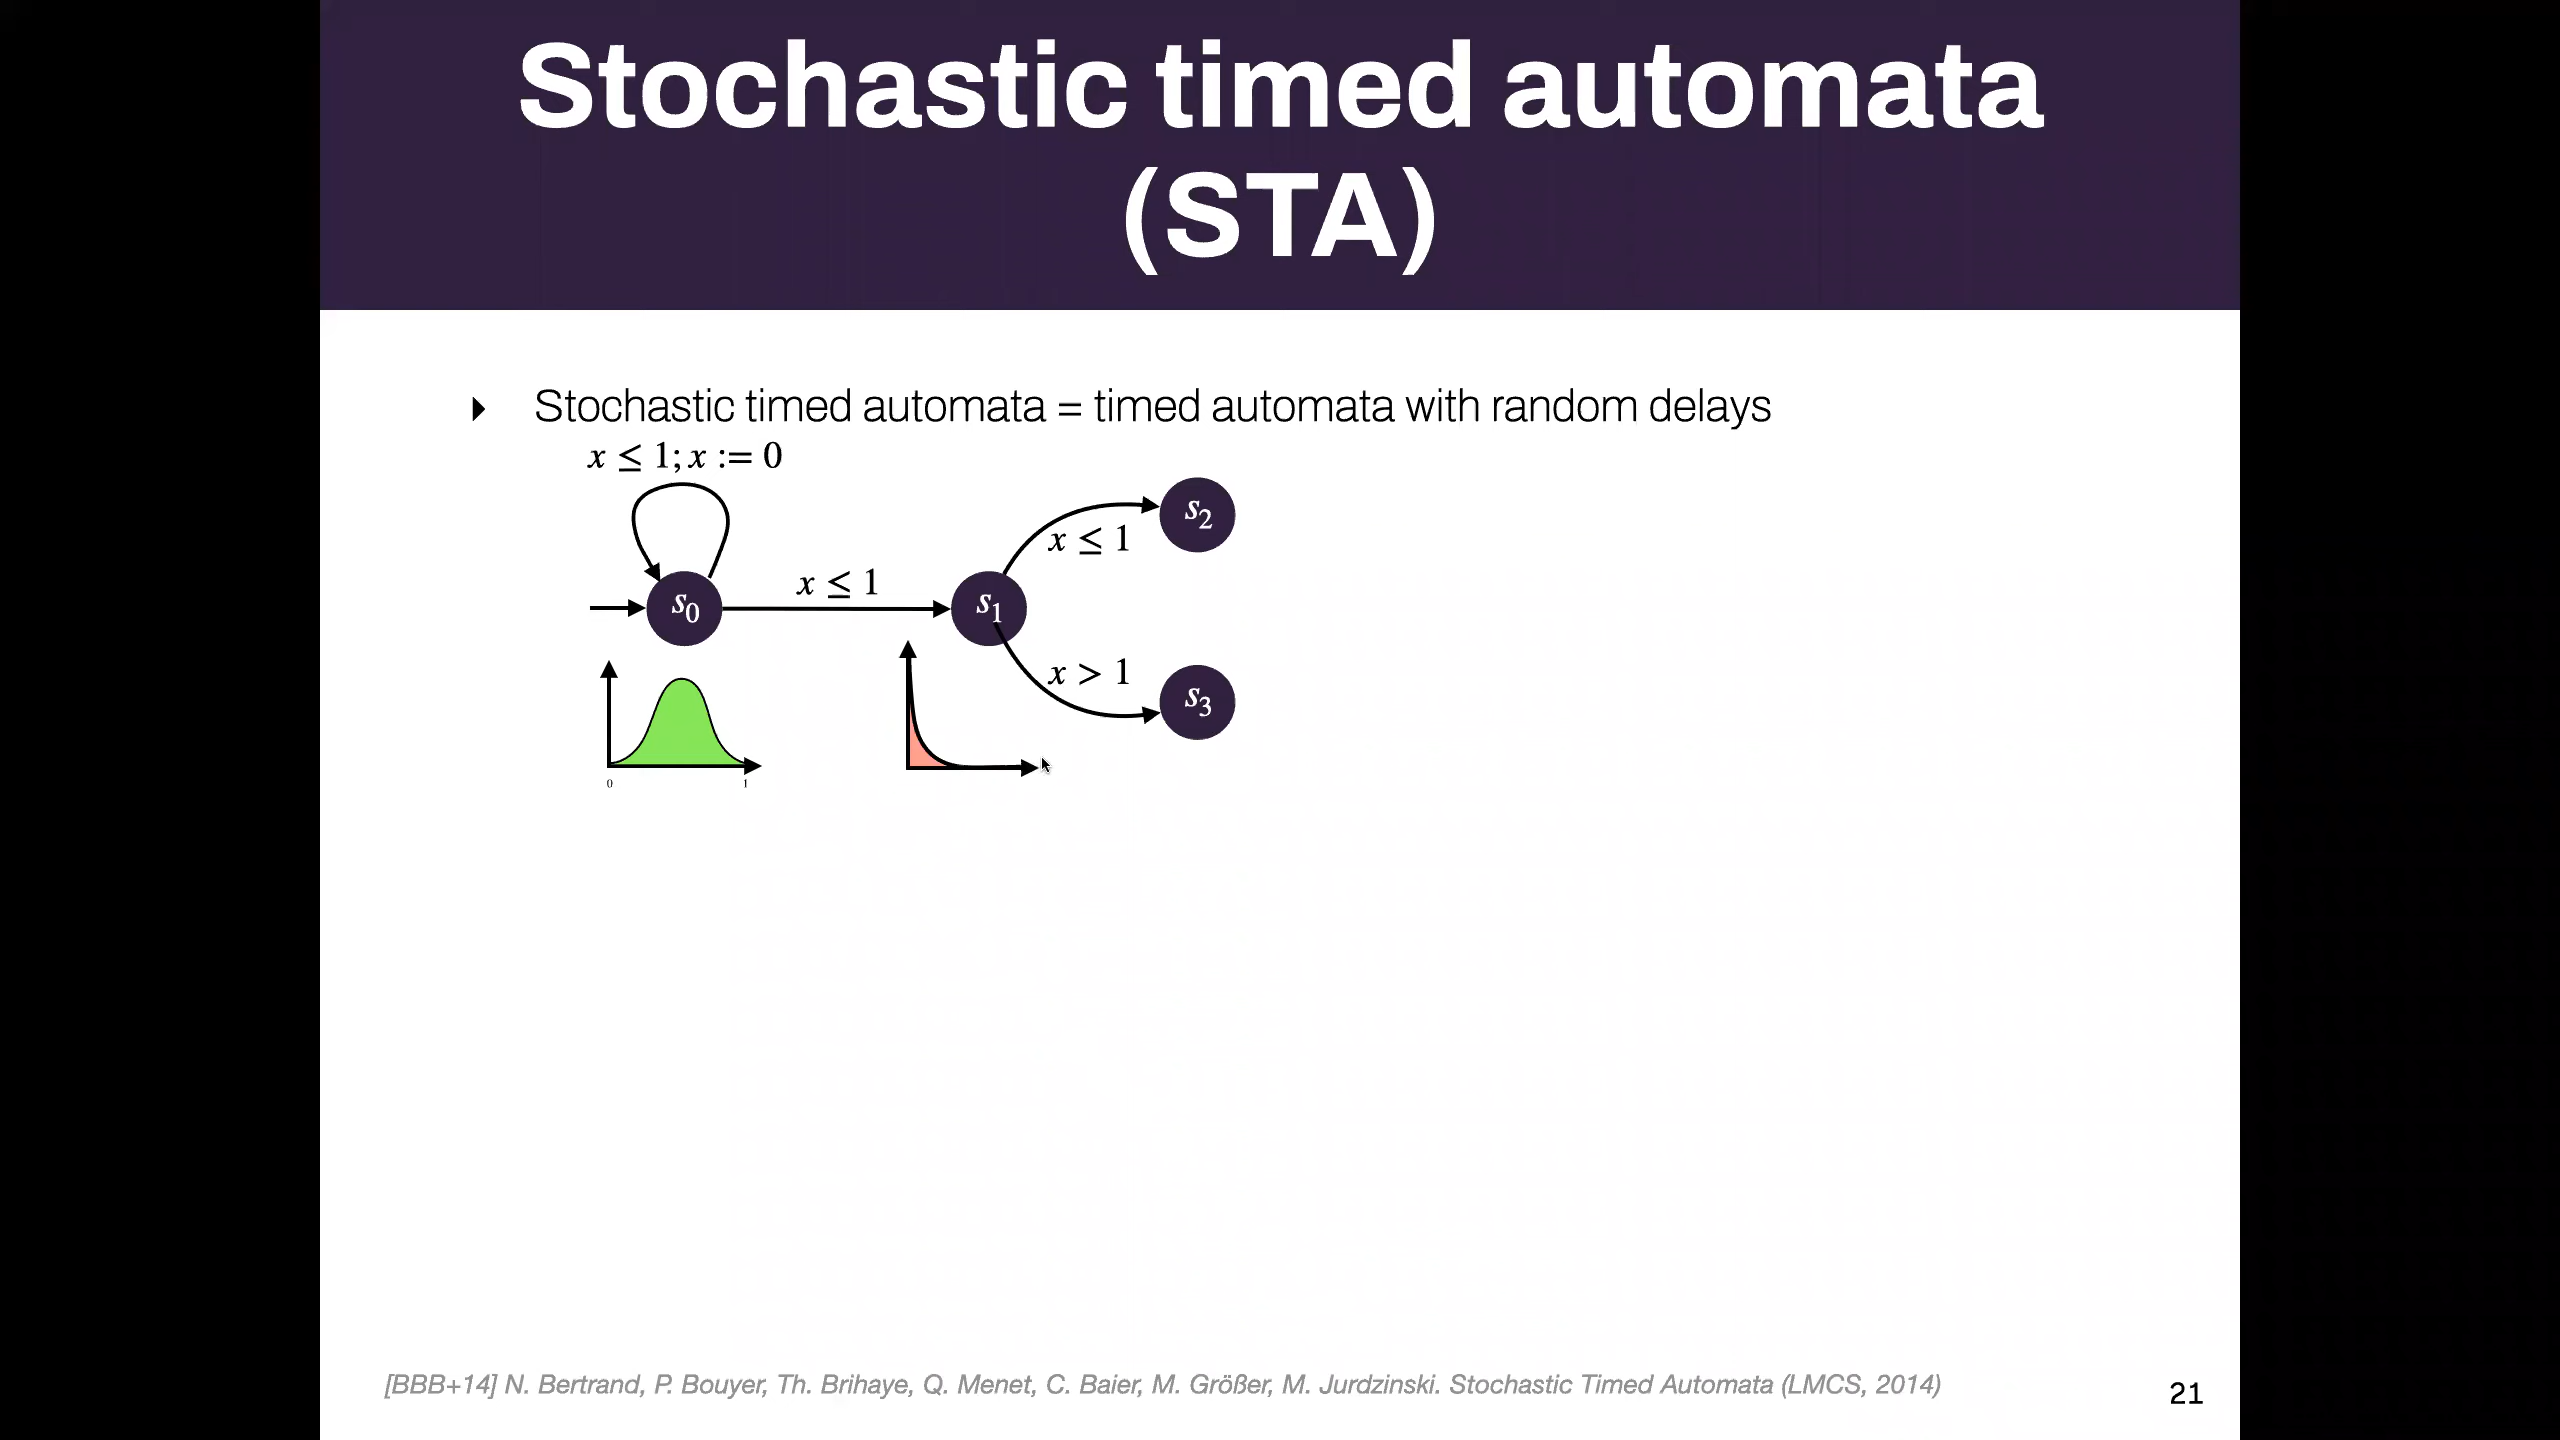 Stochastic timed automata
(STA)
Stochastic timed automata = timed automata with random delays
x ≤ 1; x := 0
s₂
x ≤ 1
x ≤ 1
s₀
s₁
x > 1
s₃
0
1
[BBB+14] N. Bertrand, P. Bouyer, Th. Brihaye, Q. Menet, C. Baier, M. Größer, M. Jurdzinski. Stochastic Timed Automata (LMCS, 2014)
21